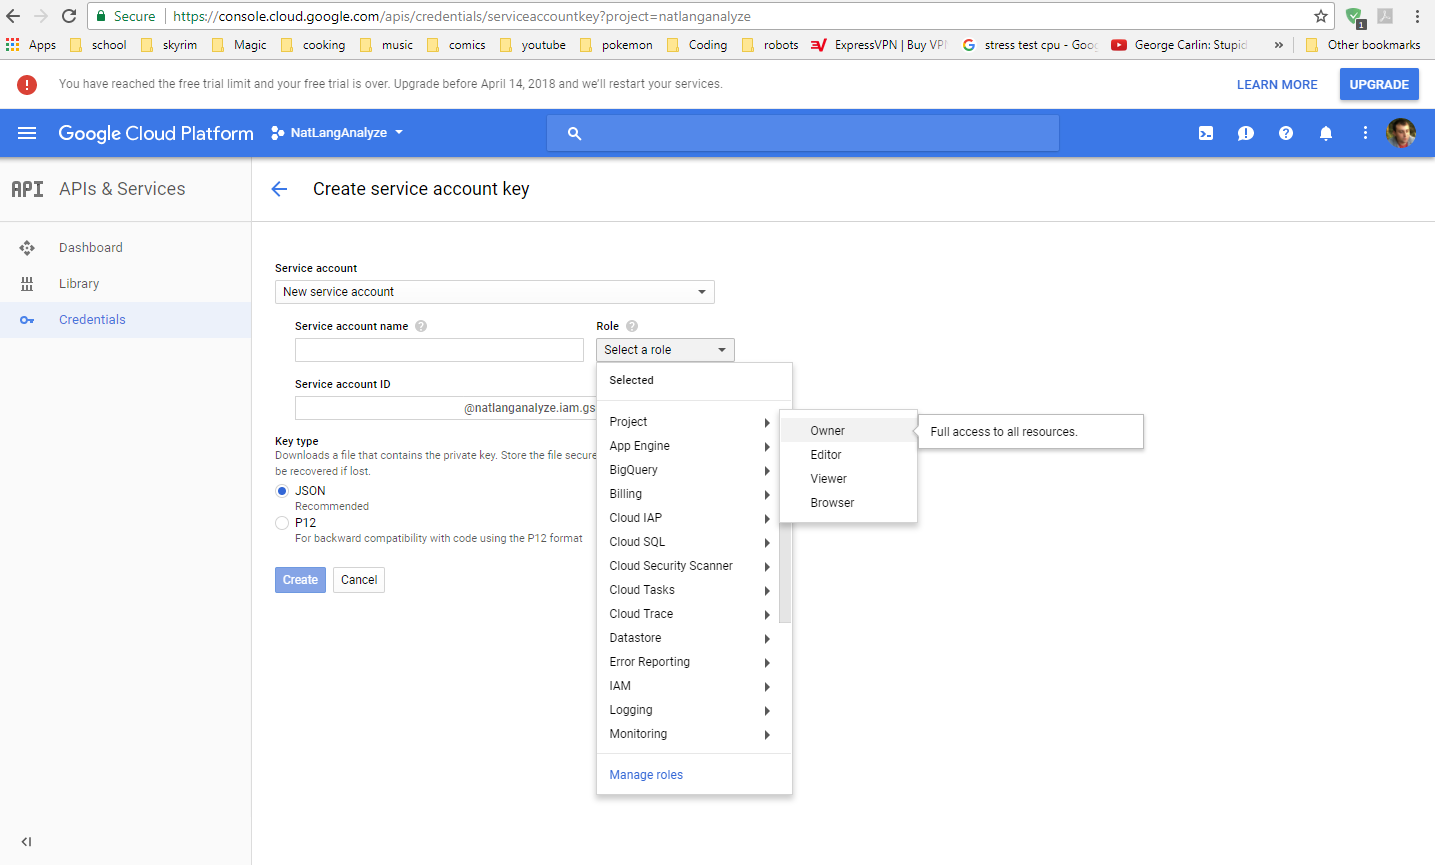 Secure https://console.cloud.google.com/apis/credentials/serviceaccountkey?project=natlanganalyze
1
Apps school skyrim Magic cooking music comics youtube pokemon Coding robots ExpressVPN | Buy VPN stress test cpu - Goo George Carlin: Stupid » Other bookmarks
You have reached the free trial limit and your free trial is over. Upgrade before April 14, 2018 and we'll restart your services. LEARN MORE UPGRADE
Google Cloud Platform NatLangAnalyze
API APIs & Services Create service account key
Dashboard
Library
Credentials
Service account
New service account
Service account name Role
Select a role
Selected
Service account ID
@natlanganalyze.iam.gs
Key type
Downloads a file that contains the private key. Store the file secure
be recovered if lost.
JSON
Recommended
P12
For backward compatibility with code using the P12 format
Create Cancel
Project
App Engine
BigQuery
Billing
Cloud IAP
Cloud SQL
Cloud Security Scanner
Cloud Tasks
Cloud Trace
Datastore
Error Reporting
IAM
Logging
Monitoring
Manage roles
Owner
Editor
Viewer
Browser
Full access to all resources.